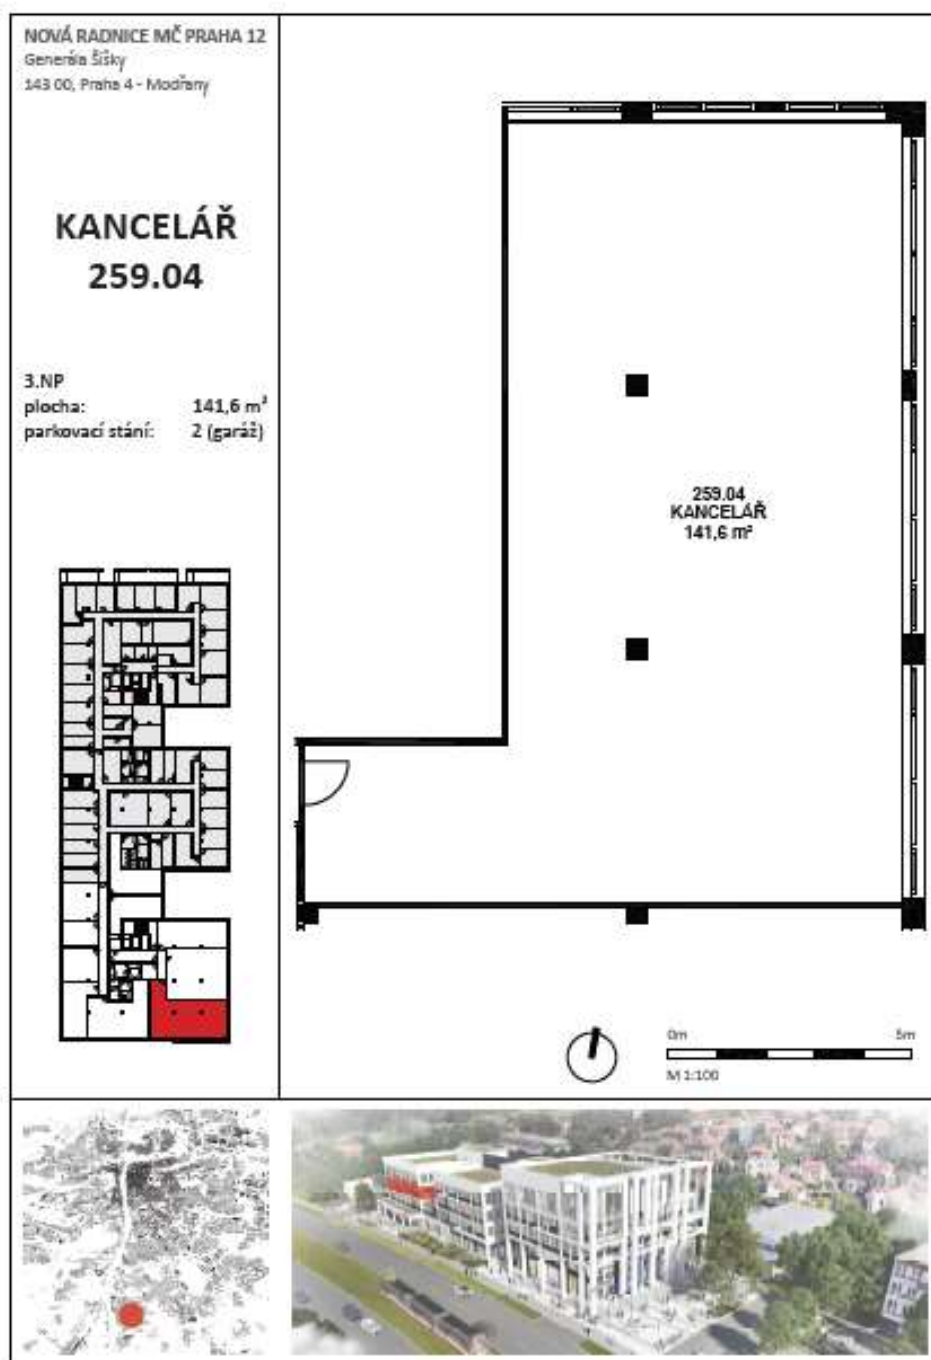 NOVÁ RADNICE MČ PRAHA 12
Generála Šišky
143 00, Praha 4 - Modřany
KANCELÁŘ
259.04
3.NP
plocha: 141,6 m²
parkovací stání: 2 (garáž)
259.04
KANCELÁŘ
141,6 m²
0m 5m
M 1:100